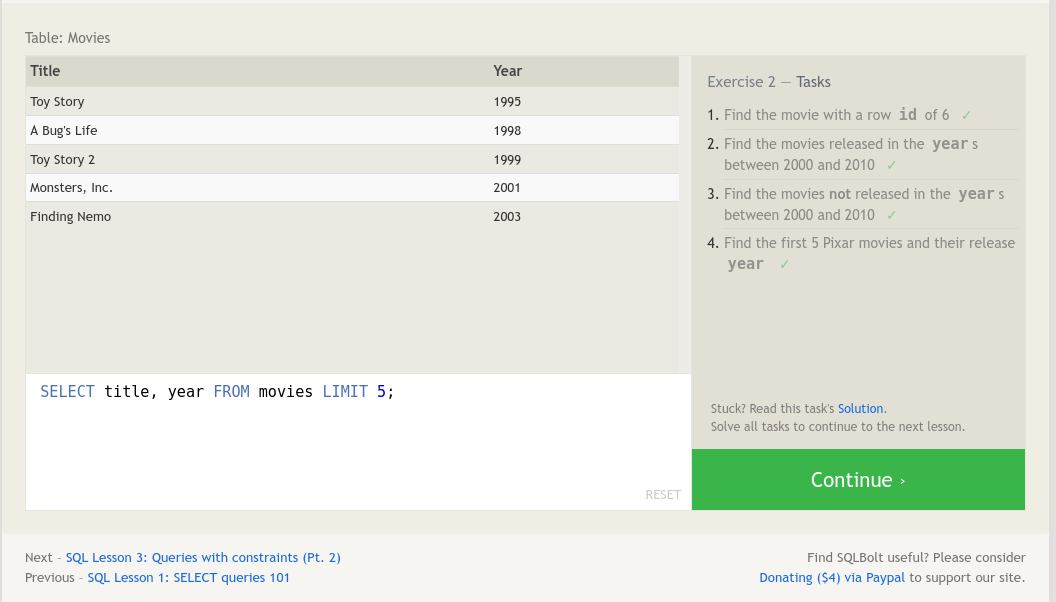 Table: Movies
Title Year
Toy Story 1995
A Bug's Life 1998
Toy Story 2 1999
Monsters, Inc. 2001
Finding Nemo 2003
SELECT title, year FROM movies LIMIT 5;
RESET
Exercise 2 — Tasks
1. Find the movie with a row id of 6 ✓
2. Find the movies released in the year s
between 2000 and 2010 ✓
3. Find the movies not released in the year s
between 2000 and 2010 ✓
4. Find the first 5 Pixar movies and their release
year ✓
Stuck? Read this task's Solution.
Solve all tasks to continue to the next lesson.
Continue ›
Next - SQL Lesson 3: Queries with constraints (Pt. 2)
Previous - SQL Lesson 1: SELECT queries 101
Find SQLBolt useful? Please consider
Donating ($4) via Paypal to support our site.